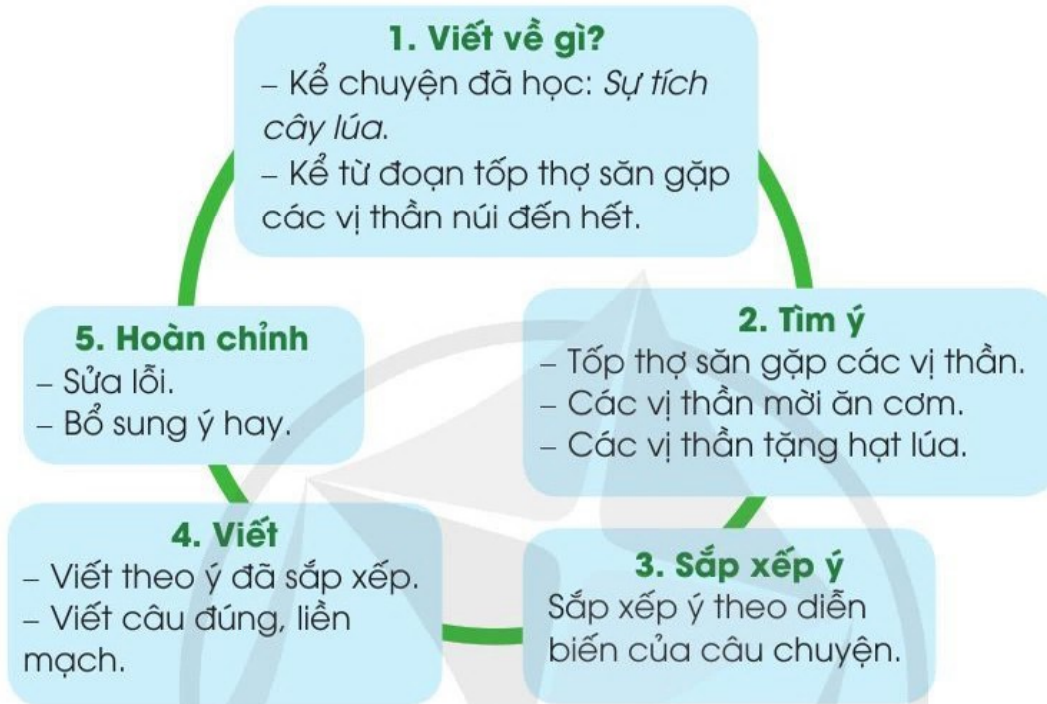 1. Viết về gì?
– Kể chuyện đã học: Sự tích
cây lúa.
– Kể từ đoạn tốp thợ săn gặp
các vị thần núi đến hết.
2. Tìm ý
– Tốp thợ săn gặp các vị thần.
– Các vị thần mời ăn cơm.
– Các vị thần tặng hạt lúa.
3. Sắp xếp ý
Sắp xếp ý theo diễn
biến của câu chuyện.
4. Viết
– Viết theo ý đã sắp xếp.
– Viết câu đúng, liền
mạch.
5. Hoàn chỉnh
– Sửa lỗi.
– Bổ sung ý hay.